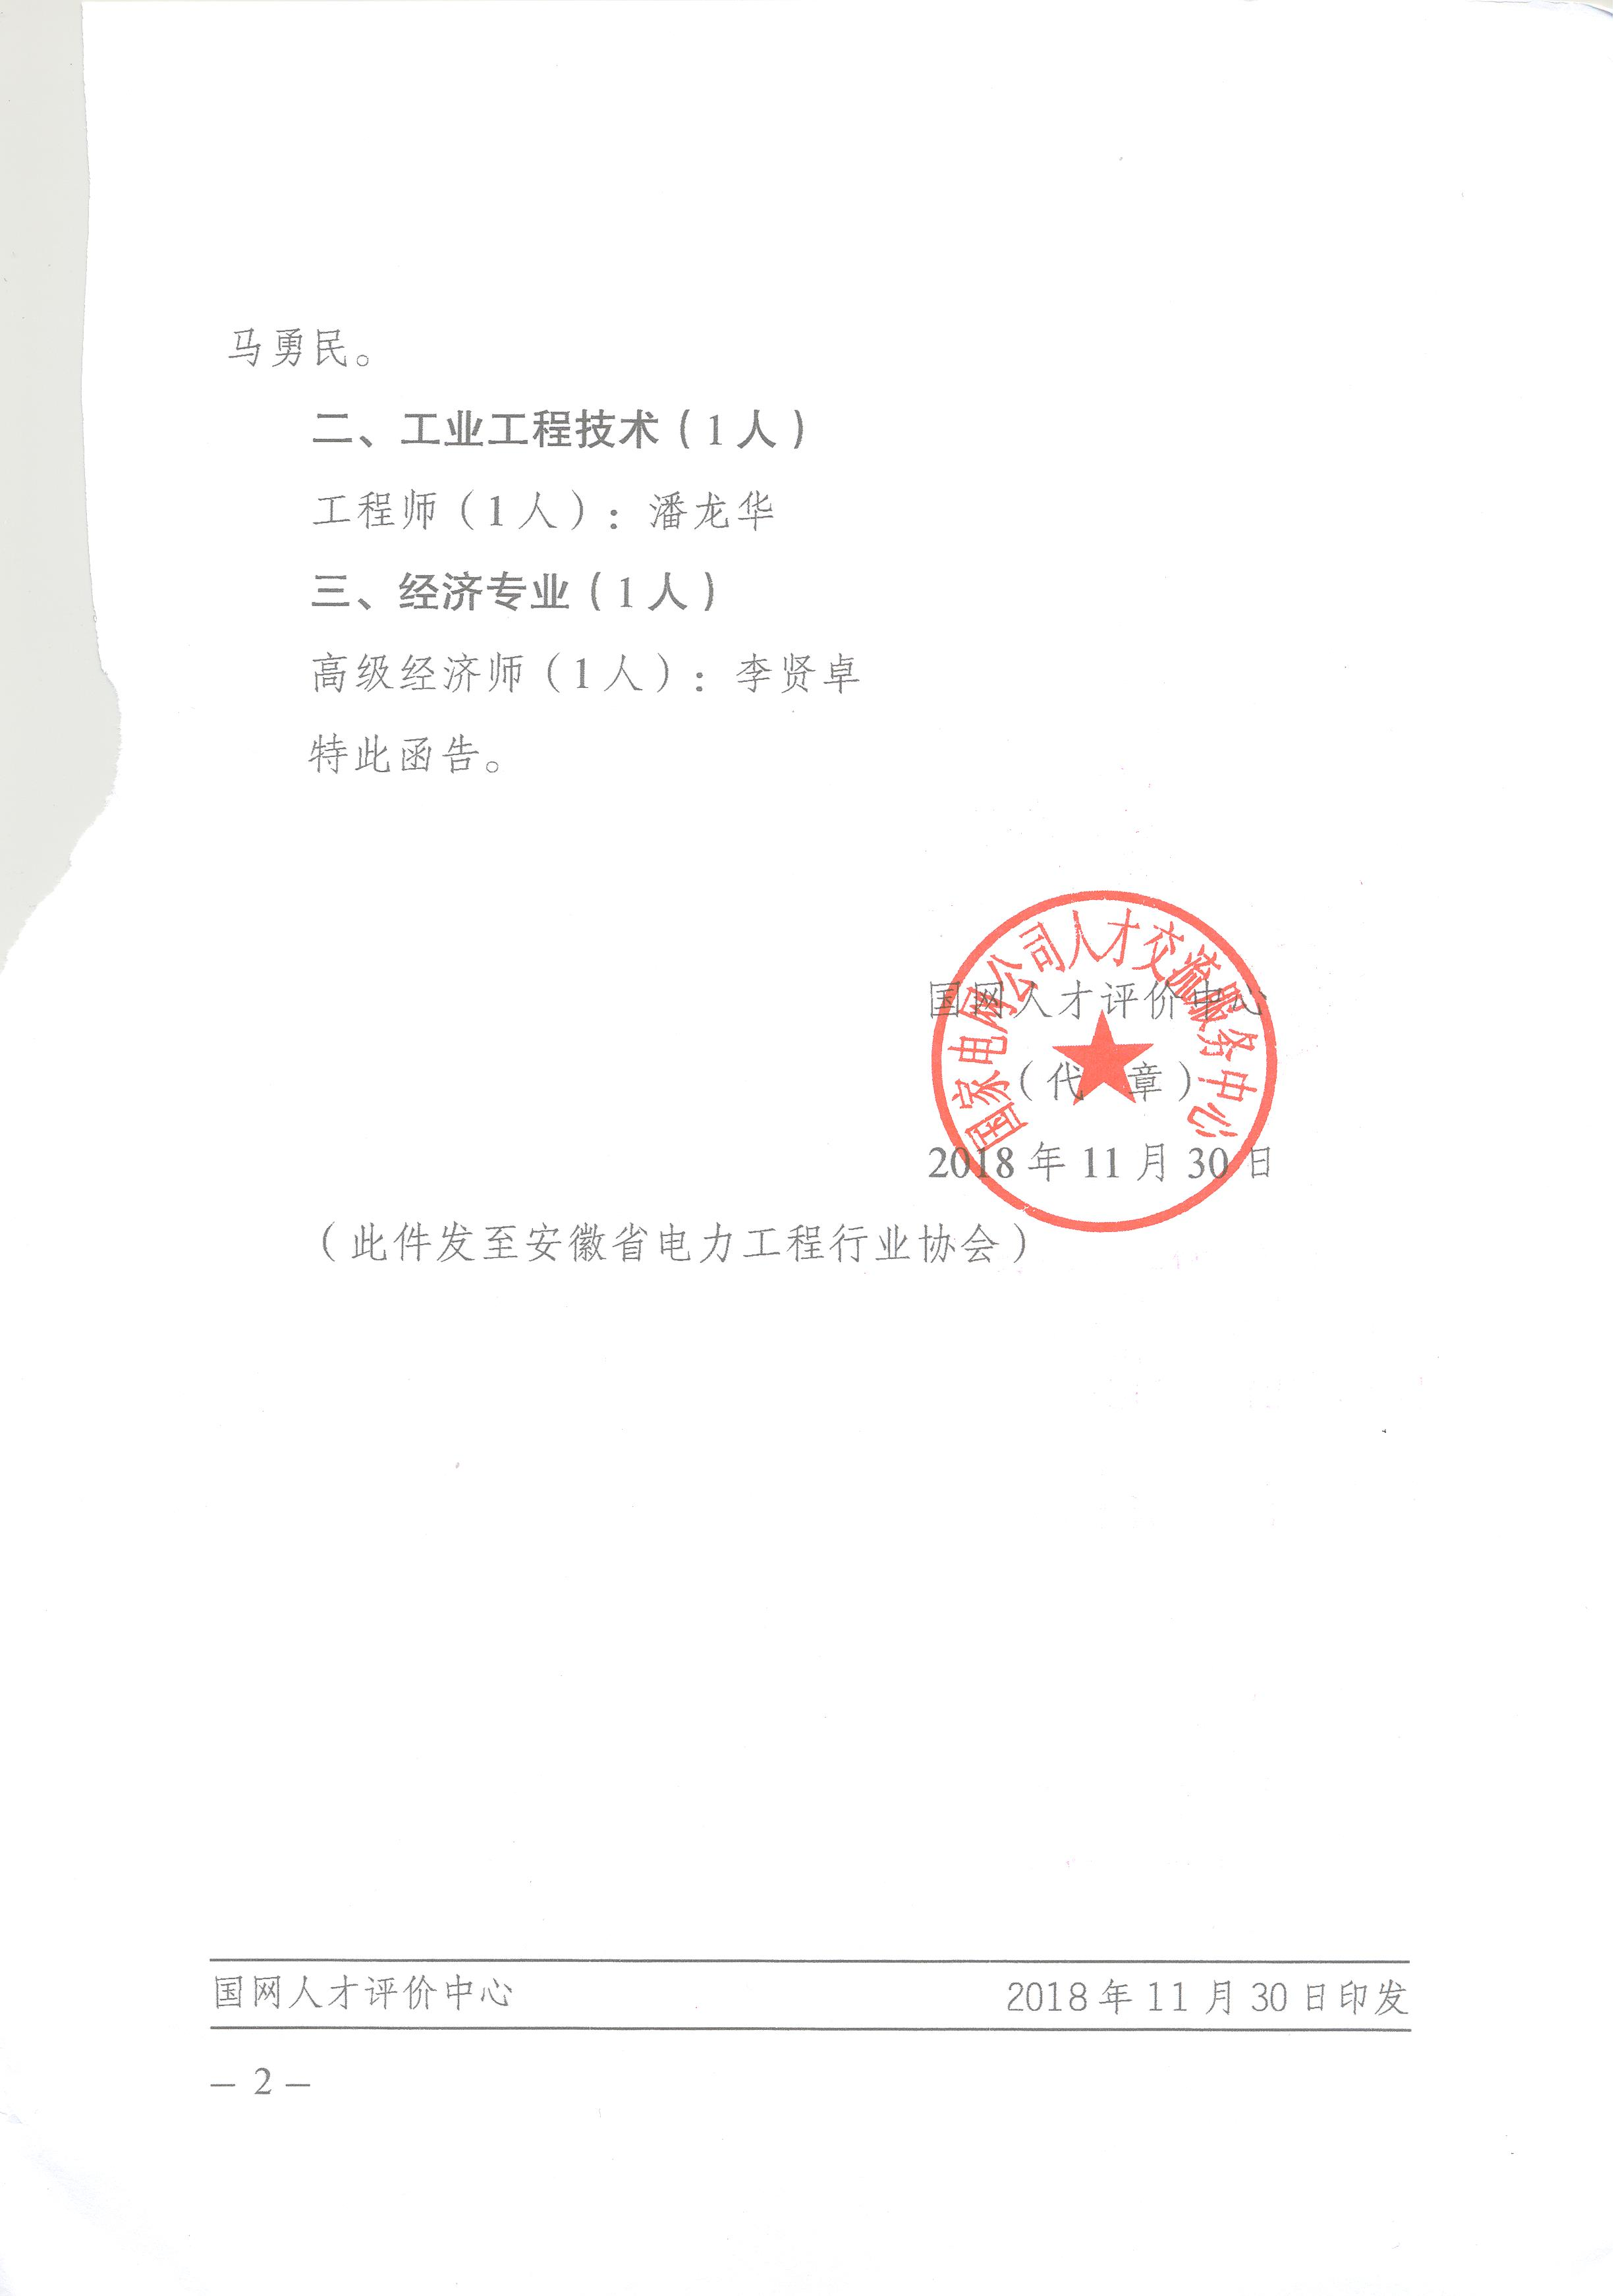 马勇民。
二、工业工程技术（1人）
工程师（1人）：潘龙华
三、经济专业（1人）
高级经济师（1人）：李贤卓
特此函告。
国家电网公司人才交流服务中心
国网人才评价中心
（代 章）
2018年11月30日
（此件发至安徽省电力工程行业协会）
国网人才评价中心 2018年11月30日印发
— 2 —